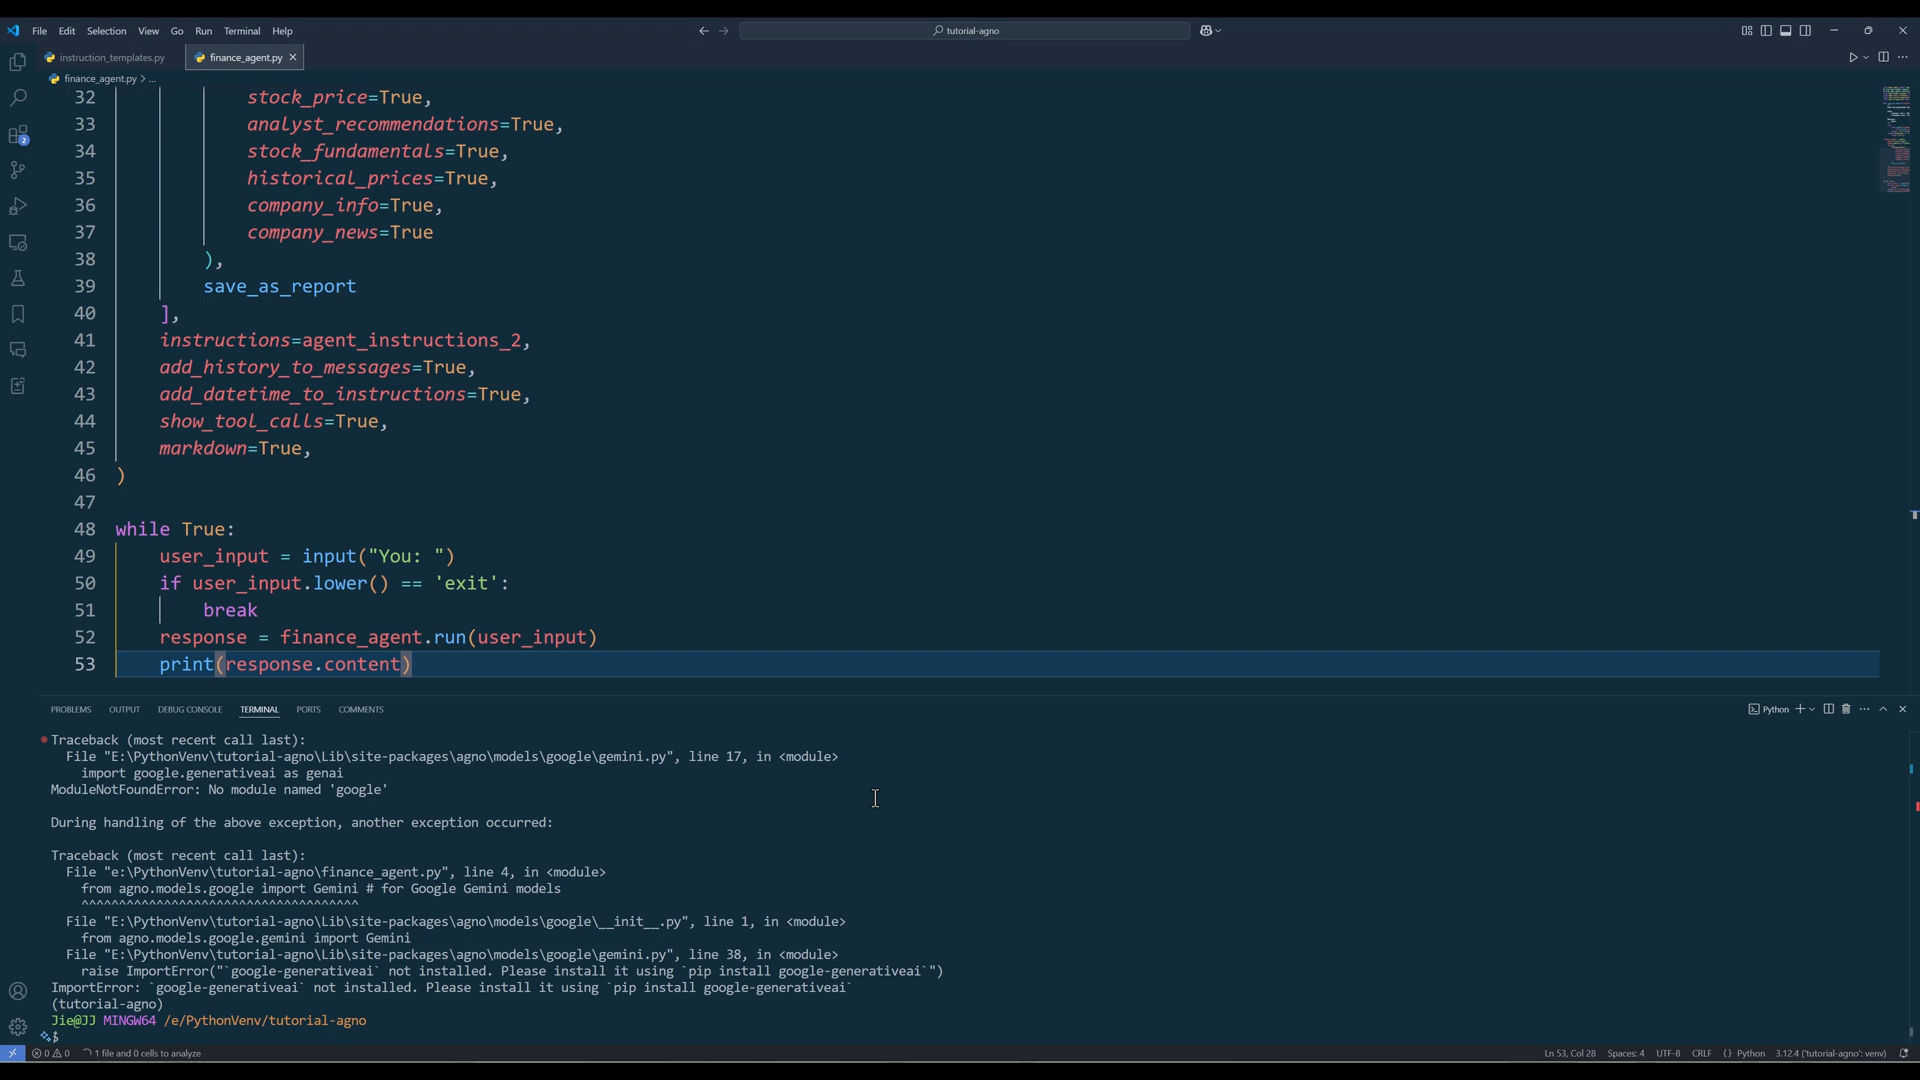 File Edit Selection View Go Run Terminal Help
tutorial-agno
instruction_templates.py
finance_agent.py
finance_agent.py > ...
32 stock_price=True,
33 analyst_recommendations=True,
34 stock_fundamentals=True,
35 historical_prices=True,
36 company_info=True,
37 company_news=True
38 ),
39 save_as_report
40 ],
41 instructions=agent_instructions_2,
42 add_history_to_messages=True,
43 add_datetime_to_instructions=True,
44 show_tool_calls=True,
45 markdown=True,
46 )
47
48 while True:
49 user_input = input("You: ")
50 if user_input.lower() == 'exit':
51 break
52 response = finance_agent.run(user_input)
53 print(response.content)
PROBLEMS OUTPUT DEBUG CONSOLE TERMINAL PORTS COMMENTS
Python
Traceback (most recent call last):
File "E:\PythonVenv\tutorial-agno\Lib\site-packages\agno\models\google\gemini.py", line 17, in <module>
import google.generativeai as genai
ModuleNotFoundError: No module named 'google'
During handling of the above exception, another exception occurred:
Traceback (most recent call last):
File "e:\PythonVenv\tutorial-agno\finance_agent.py", line 4, in <module>
from agno.models.google import Gemini # for Google Gemini models
^^^^^^^^^^^^^^^^^^^^^^^^^^^^^^^^^^^^^
File "E:\PythonVenv\tutorial-agno\Lib\site-packages\agno\models\google\__init__.py", line 1, in <module>
from agno.models.google.gemini import Gemini
File "E:\PythonVenv\tutorial-agno\Lib\site-packages\agno\models\google\gemini.py", line 38, in <module>
raise ImportError("`google-generativeai` not installed. Please install it using `pip install google-generativeai`")
ImportError: `google-generativeai` not installed. Please install it using `pip install google-generativeai`
(tutorial-agno)
Jie@JJ MINGW64 /e/PythonVenv/tutorial-agno
$
0 0 1 file and 0 cells to analyze
Ln 53, Col 28 Spaces: 4 UTF-8 CRLF {} Python 3.12.4 ('tutorial-agno': venv)
2